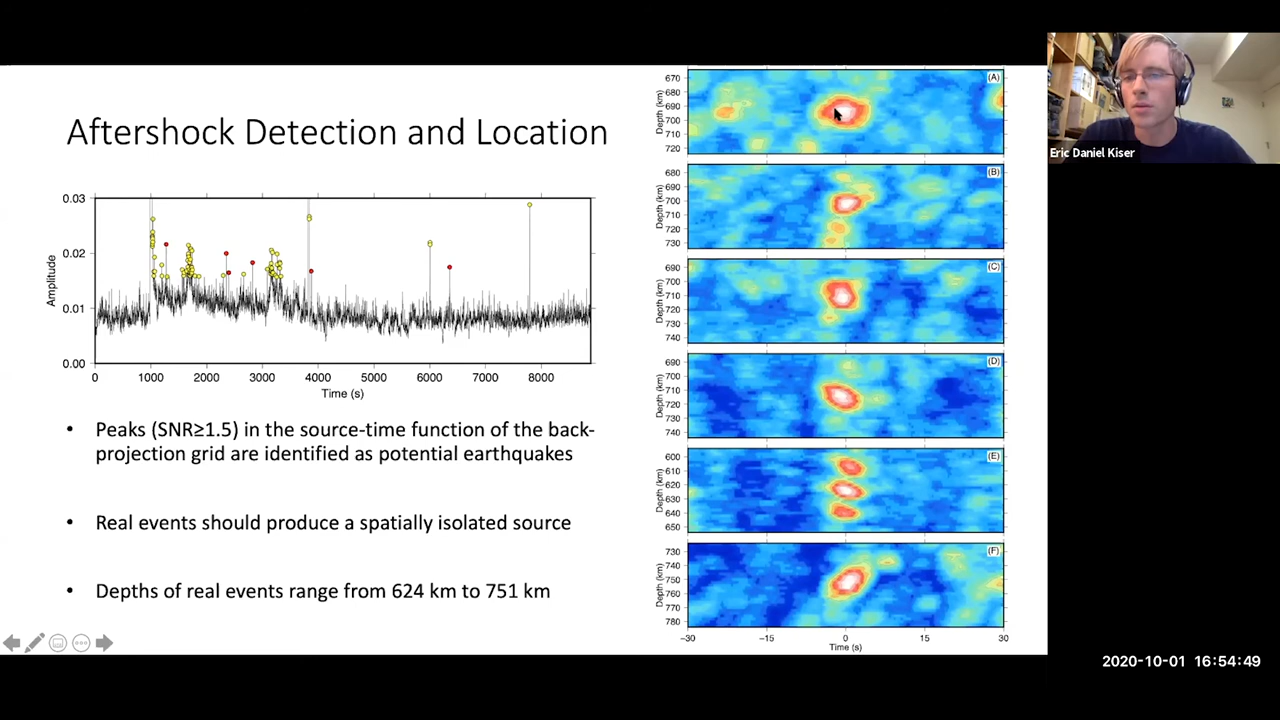 Aftershock Detection and Location
0.03
0.02
0.01
0.00
Amplitude
0 1000 2000 3000 4000 5000 6000 7000 8000
Time (s)
• Peaks (SNR≥1.5) in the source-time function of the back-
projection grid are identified as potential earthquakes
• Real events should produce a spatially isolated source
• Depths of real events range from 624 km to 751 km
(A)
670
680
690
700
710
720
Depth (km)
(B)
680
690
700
710
720
730
Depth (km)
(C)
690
700
710
720
730
740
Depth (km)
(D)
690
700
710
720
730
740
Depth (km)
(E)
600
610
620
630
640
650
Depth (km)
(F)
730
740
750
760
770
780
Depth (km)
−30 −15 0 15 30
Time (s)
Eric Daniel Kiser
2020-10-01 16:54:49